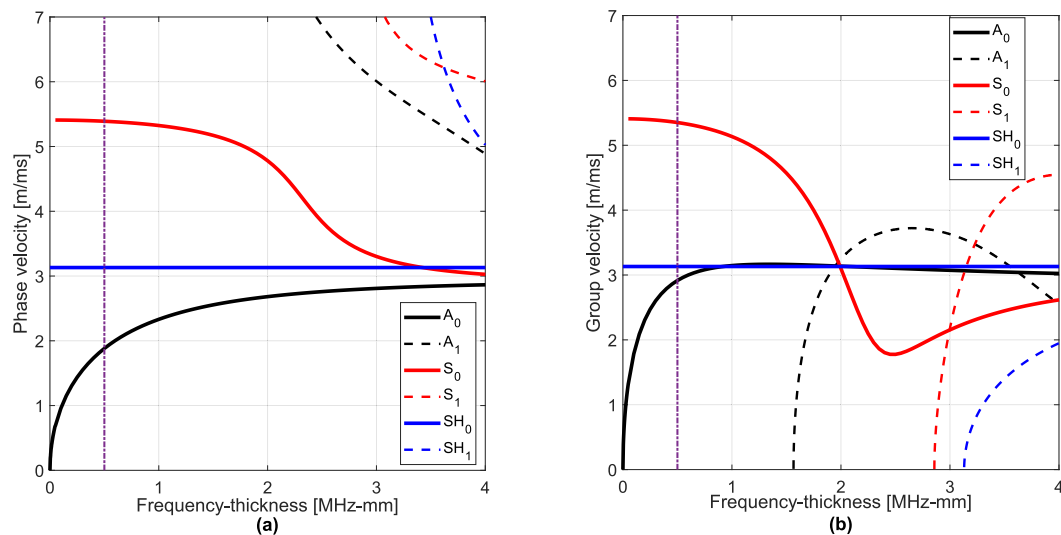 7
6
5
4
3
2
1
0
Phase velocity [m/ms]
A0
A1
S0
S1
SH0
SH1
0 1 2 3 4
Frequency-thickness [MHz-mm]
(a)
7
6
5
4
3
2
1
0
Group velocity [m/ms]
A0
A1
S0
S1
SH0
SH1
0 1 2 3 4
Frequency-thickness [MHz-mm]
(b)